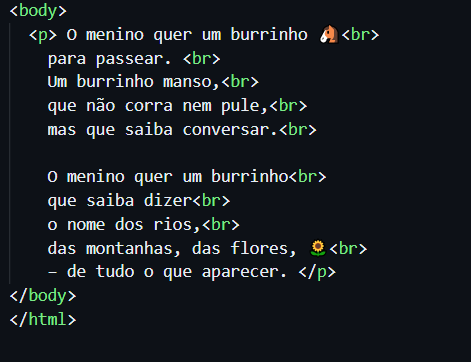 <body>
<p> O menino quer um burrinho 🐴<br>
para passear. <br>
Um burrinho manso,<br>
que não corra nem pule,<br>
mas que saiba conversar.<br>
O menino quer um burrinho<br>
que saiba dizer<br>
o nome dos rios,<br>
das montanhas, das flores, 🌻<br>
– de tudo o que aparecer. </p>
</body>
</html>